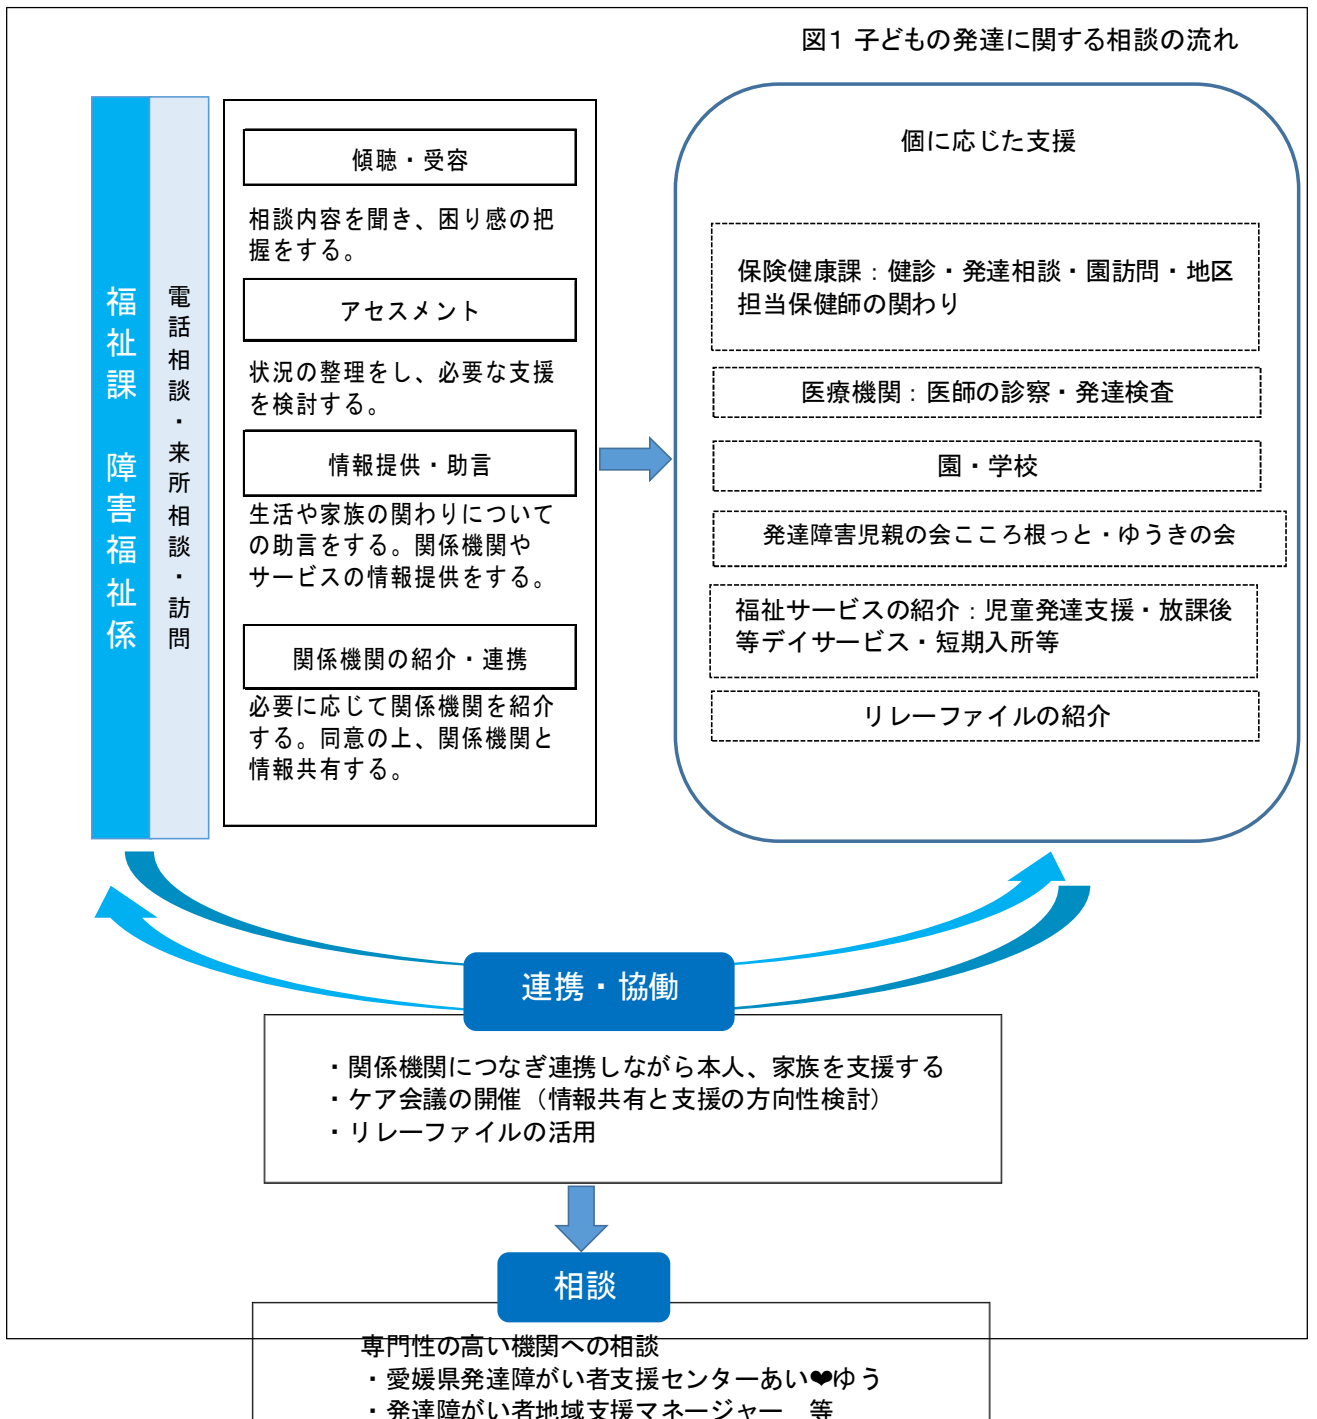 図1 子どもの発達に関する相談の流れ
福祉課　障害福祉係
電話相談・来所相談・訪問
傾聴・受容
相談内容を聞き、困り感の把
握をする。
アセスメント
状況の整理をし、必要な支援
を検討する。
情報提供・助言
生活や家族の関わりについて
の助言をする。関係機関や
サービスの情報提供をする。
関係機関の紹介・連携
必要に応じて関係機関を紹介
する。同意の上、関係機関と
情報共有する。
個に応じた支援
保険健康課：健診・発達相談・園訪問・地区
担当保健師の関わり
医療機関：医師の診察・発達検査
園・学校
発達障害児親の会こころ根っと・ゆうきの会
福祉サービスの紹介：児童発達支援・放課後
等デイサービス・短期入所等
リレーファイルの紹介
連携・協働
・関係機関につなぎ連携しながら本人、家族を支援する
・ケア会議の開催（情報共有と支援の方向性検討）
・リレーファイルの活用
相談
専門性の高い機関への相談
・愛媛県発達障がい者支援センターあい❤ゆう
・発達障がい者地域支援マネージャー　等